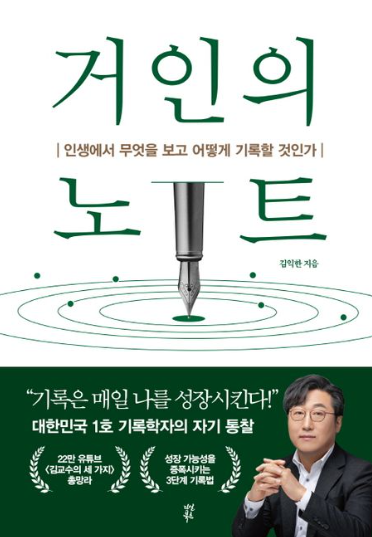 거인의
| 인생에서 무엇을 보고 어떻게 기록할 것인가 |
노트
김익한 지음
“기록은 매일 나를 성장시킨다!”
대한민국 1호 기록학자의 자기 통찰
22만 유튜브
〈김교수의 세 가지〉
총망라
성장 가능성을
증폭시키는
3단계 기록법
다산
북스